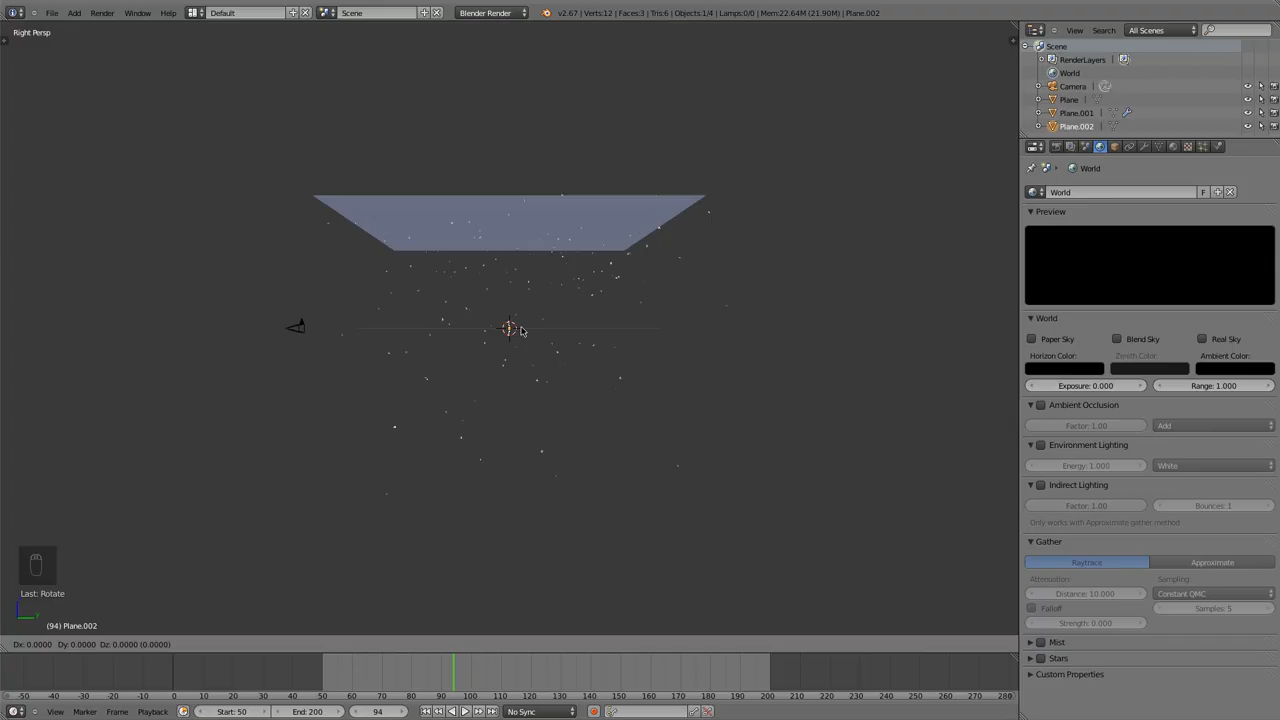 File Add Render Window Help Default Scene Blender Render v2.67 | Verts:12 | Faces:3 | Tris:6 | Objects:1/4 | Lamps:0/0 | Mem:22.64M (21.90M) | Plane.002
Right Persp
View Search All Scenes
Scene
RenderLayers
World
Camera
Plane
Plane.001
Plane.002
World
World F
Preview
World
Paper Sky Blend Sky Real Sky
Horizon Color: Zenith Color: Ambient Color:
Exposure: 0.000 Range: 1.000
Ambient Occlusion
Factor: 1.00 Add
Environment Lighting
Energy: 1.000 White
Indirect Lighting
Factor: 1.00 Bounces: 1
Only works with Approximate gather method
Gather
Raytrace Approximate
Attenuation: Sampling:
Distance: 10.000 Constant QMC
Falloff Samples: 5
Strength: 0.000
Mist
Stars
Custom Properties
Last: Rotate
z
y
(94) Plane.002
Dx: 0.0000 Dy: 0.0000 Dz: 0.0000 (0.0000)
-50 -40 -30 -20 -10 0 10 20 30 40 50 60 70 80 90 100 110 120 130 140 150 160 170 180 190 200 210 220 230 240 250 260 270 280
View Marker Frame Playback Start: 50 End: 200 94 No Sync